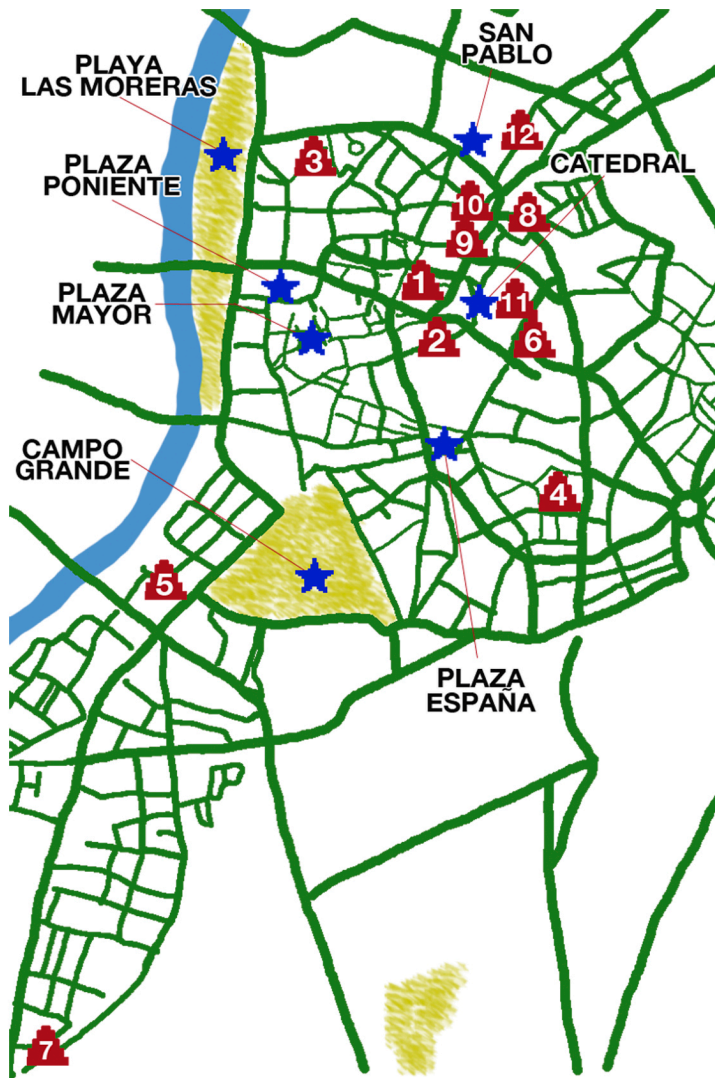 SAN
PABLO
PLAYA
LAS MORERAS
12
3
CATEDRAL
PLAZA
PONIENTE
10
8
9
1
11
PLAZA
MAYOR
2
6
CAMPO
GRANDE
4
5
PLAZA
ESPAÑA
7